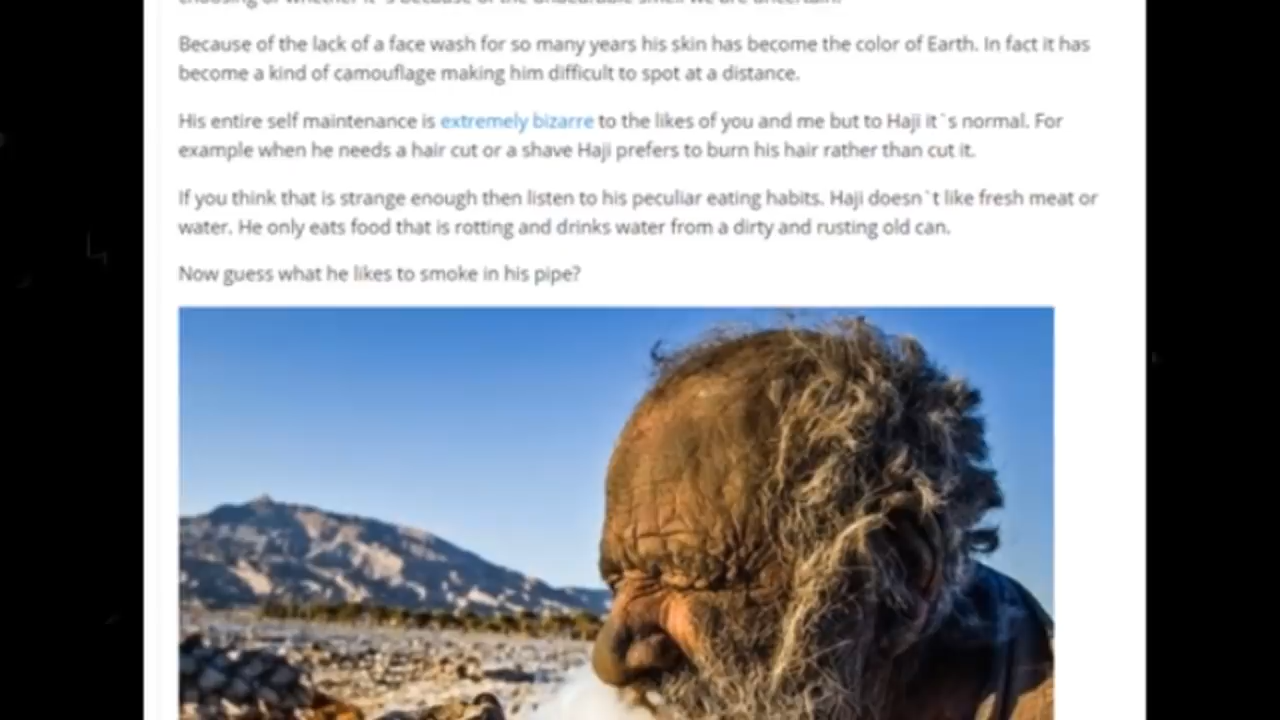 Because of the lack of a face wash for so many years his skin has become the color of Earth. In fact it has
become a kind of camouflage making him difficult to spot at a distance.
His entire self maintenance is extremely bizarre to the likes of you and me but to Haji it`s normal. For
example when he needs a hair cut or a shave Haji prefers to burn his hair rather than cut it.
If you think that is strange enough then listen to his peculiar eating habits. Haji doesn`t like fresh meat or
water. He only eats food that is rotting and drinks water from a dirty and rusting old can.
Now guess what he likes to smoke in his pipe?